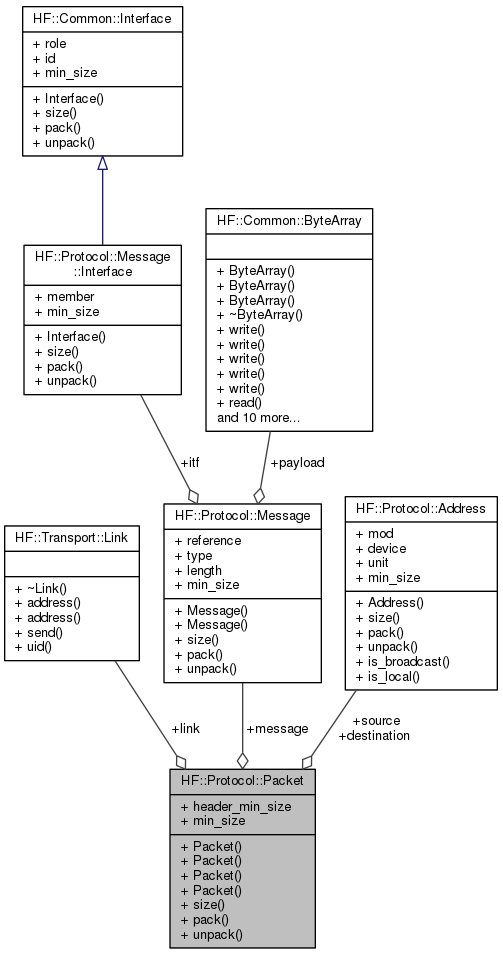 HF::Common::Interface
+ role
+ id
+ min_size
+ Interface()
+ size()
+ pack()
+ unpack()
HF::Protocol::Message
::Interface
+ member
+ min_size
+ Interface()
+ size()
+ pack()
+ unpack()
HF::Common::ByteArray
+ ByteArray()
+ ByteArray()
+ ByteArray()
+ ~ByteArray()
+ write()
+ write()
+ write()
+ write()
+ write()
+ read()
and 10 more...
+itf
+payload
HF::Transport::Link
+ ~Link()
+ address()
+ address()
+ send()
+ uid()
HF::Protocol::Message
+ reference
+ type
+ length
+ min_size
+ Message()
+ Message()
+ size()
+ pack()
+ unpack()
HF::Protocol::Address
+ mod
+ device
+ unit
+ min_size
+ Address()
+ size()
+ pack()
+ unpack()
+ is_broadcast()
+ is_local()
+link
+message
+source
+destination
HF::Protocol::Packet
+ header_min_size
+ min_size
+ Packet()
+ Packet()
+ Packet()
+ Packet()
+ size()
+ pack()
+ unpack()